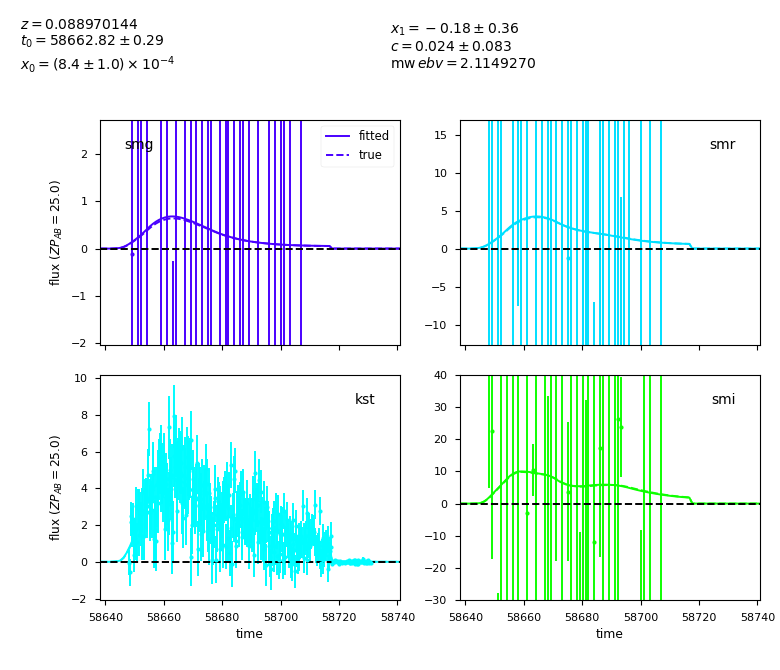 z = 0.088970144
t₀ = 58662.82 ± 0.29
x₀ = (8.4 ± 1.0) × 10⁻⁴
x₁ = −0.18 ± 0.36
c = 0.024 ± 0.083
mw ebv = 2.1149270
smg
fitted
true
2
1
0
−1
−2
flux (ZP_AB = 25.0)
smr
15
10
5
0
−5
−10
kst
10
8
6
4
2
0
−2
flux (ZP_AB = 25.0)
58640 58660 58680 58700 58720 58740
time
smi
40
30
20
10
0
−10
−20
−30
58640 58660 58680 58700 58720 58740
time